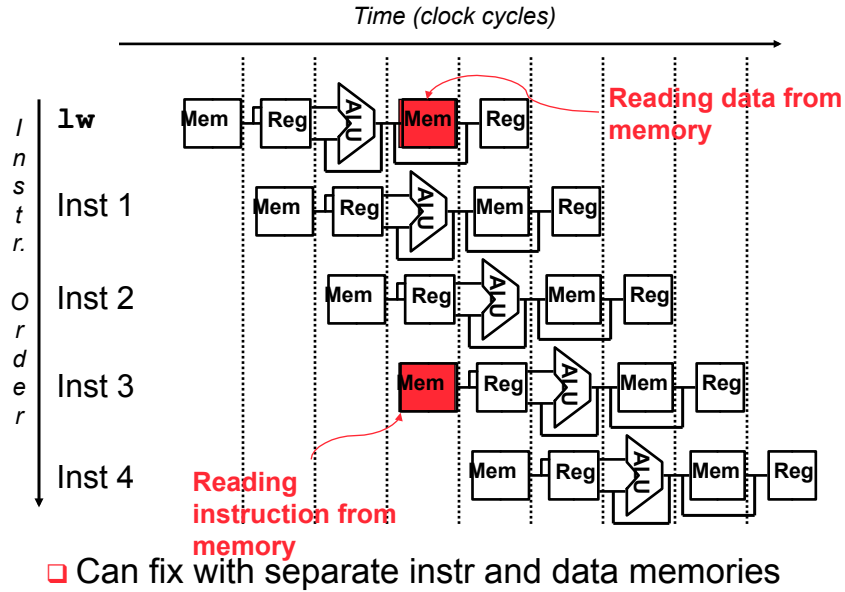 Time (clock cycles)
Instr. Order
lw Mem Reg ALU Mem Reg
Reading data from
memory
Inst 1 Mem Reg ALU Mem Reg
Inst 2 Mem Reg ALU Mem Reg
Inst 3 Mem Reg ALU Mem Reg
Inst 4 Mem Reg ALU Mem Reg
Reading
instruction from
memory
Can fix with separate instr and data memories